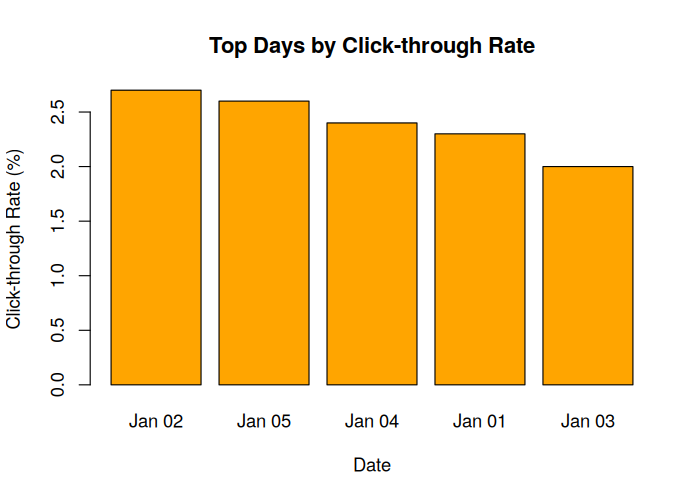 Top Days by Click-through Rate
Click-through Rate (%)
2.5
2.0
1.5
1.0
0.5
0.0
Jan 02 Jan 05 Jan 04 Jan 01 Jan 03
Date